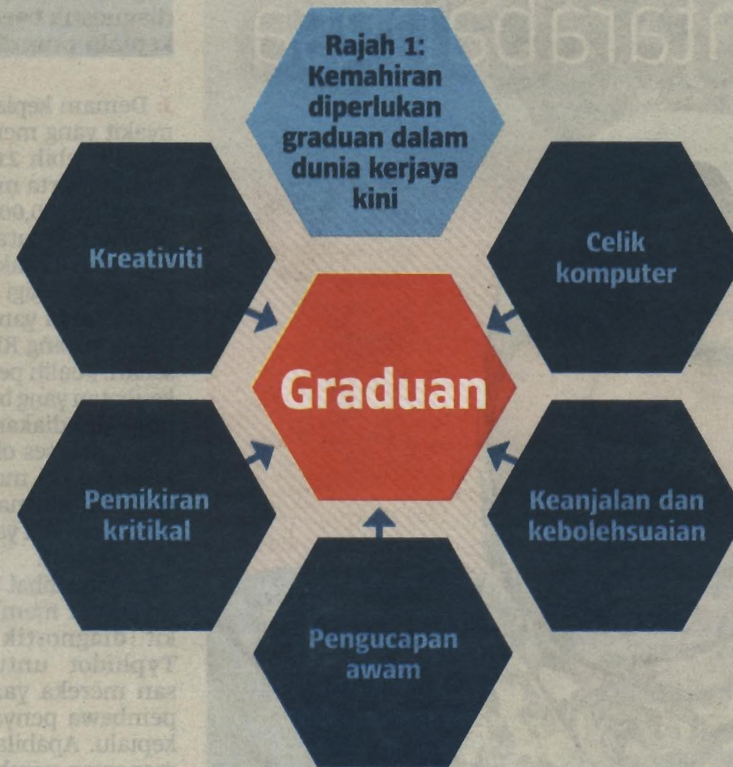 Rajah 1:
Kemahiran
diperlukan
graduan dalam
dunia kerjaya
kini
Kreativiti
Celik
komputer
Graduan
Pemikiran
kritikal
Keanjalan dan
kebolehsuaian
Pengucapan
awam